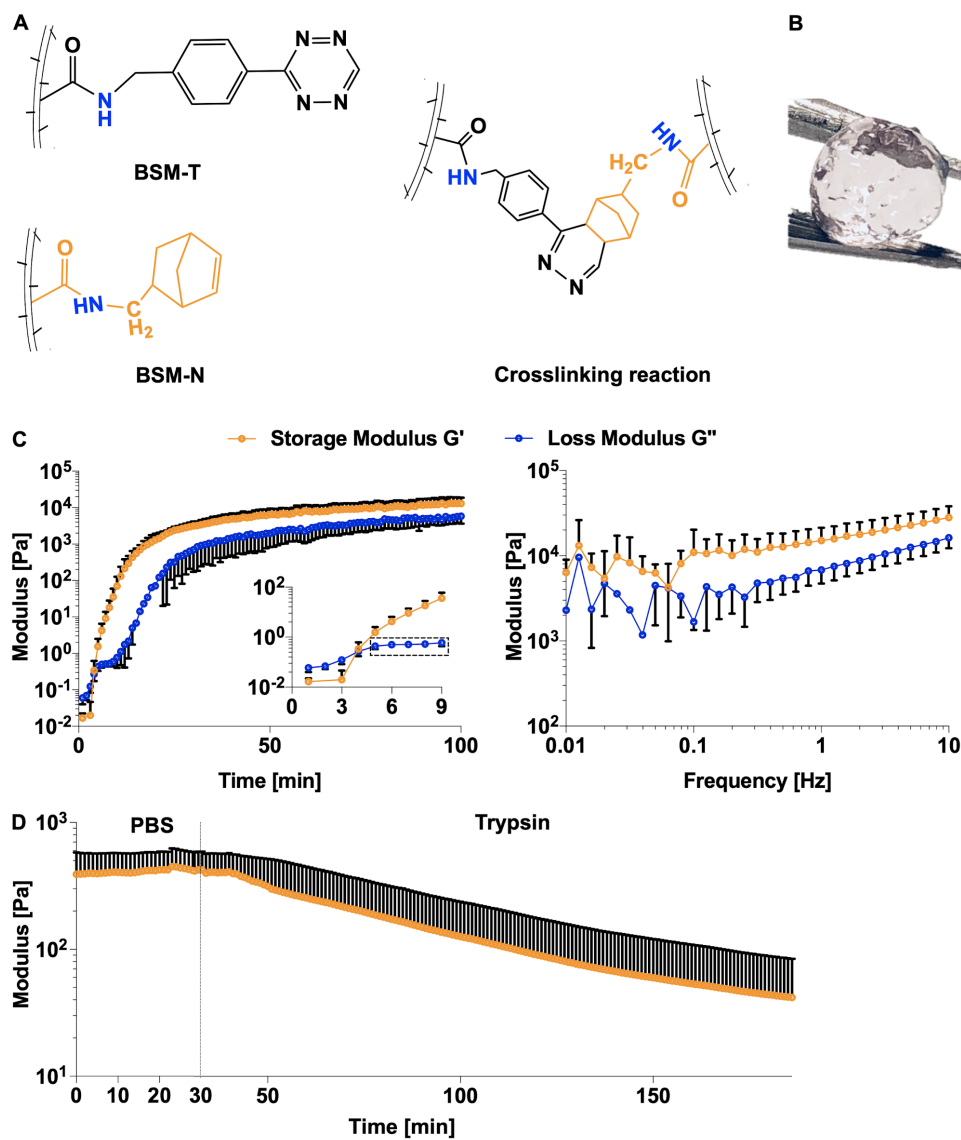 A
B
O
N
H
N=N
N
N
BSM-T
O
HN
C
H2
BSM-N
O
HN
N
N
H2C
HN
O
Crosslinking reaction
C
Storage Modulus G'
Loss Modulus G"
Modulus [Pa]
10^5
10^4
10^3
10^2
10^1
10^0
10^-1
10^-2
0
50
100
Time [min]
10^2
10^0
10^-2
0
3
6
9
Modulus [Pa]
10^5
10^4
10^3
10^2
0.01
0.1
1
10
Frequency [Hz]
D
PBS
Trypsin
Modulus [Pa]
10^3
10^2
10^1
0
10
20
30
50
100
150
Time [min]